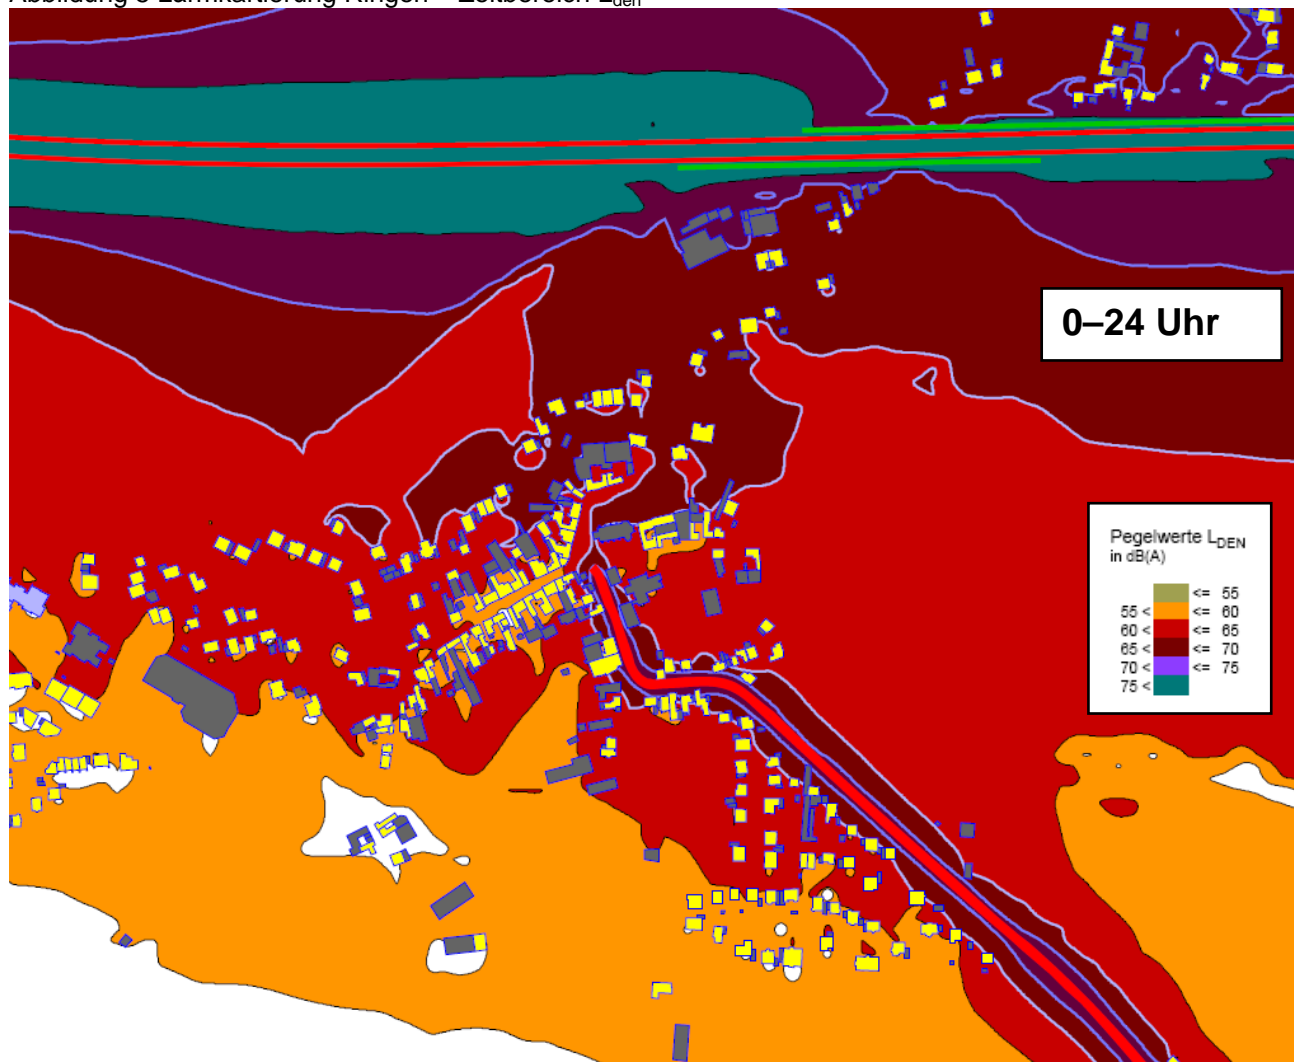 0–24 Uhr
Pegelwerte LDEN
in dB(A)
<= 55
55 < <= 60
60 < <= 65
65 < <= 70
70 < <= 75
75 <